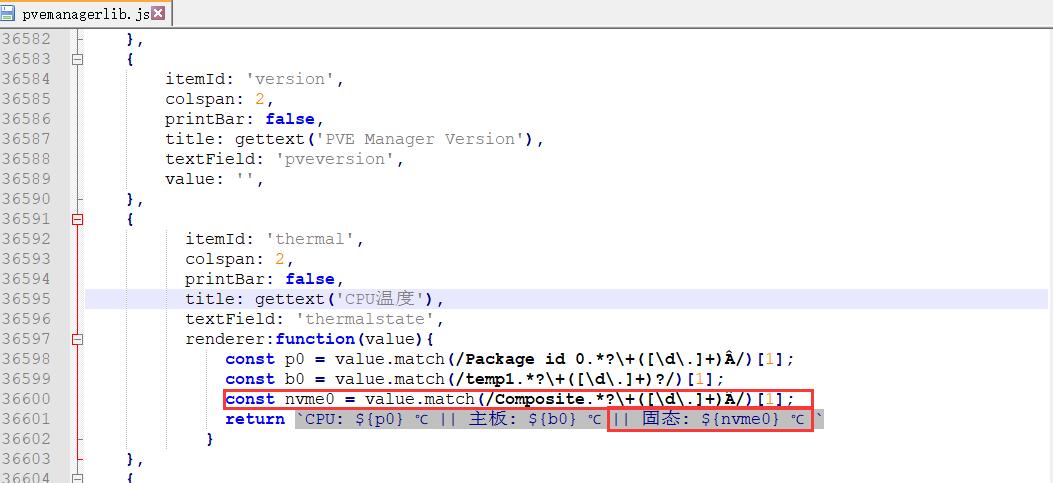 pvemanagerlib.js
36582 },
36583 {
36584 itemId: 'version',
36585 colspan: 2,
36586 printBar: false,
36587 title: gettext('PVE Manager Version'),
36588 textField: 'pveversion',
36589 value: '',
36590 },
36591 {
36592 itemId: 'thermal',
36593 colspan: 2,
36594 printBar: false,
36595 title: gettext('CPU温度'),
36596 textField: 'thermalstate',
36597 renderer:function(value){
36598 const p0 = value.match(/Package id 0.*?\+([\d\.]+)Â/)[1];
36599 const b0 = value.match(/temp1.*?\+([\d\.]+)?/)[1];
36600 const nvme0 = value.match(/Composite.*?\+([\d\.]+)Â/)[1];
36601 return `CPU: ${p0} ℃ || 主板: ${b0} ℃ || 固态: ${nvme0} ℃ `
36602 }
36603 },
36604 {